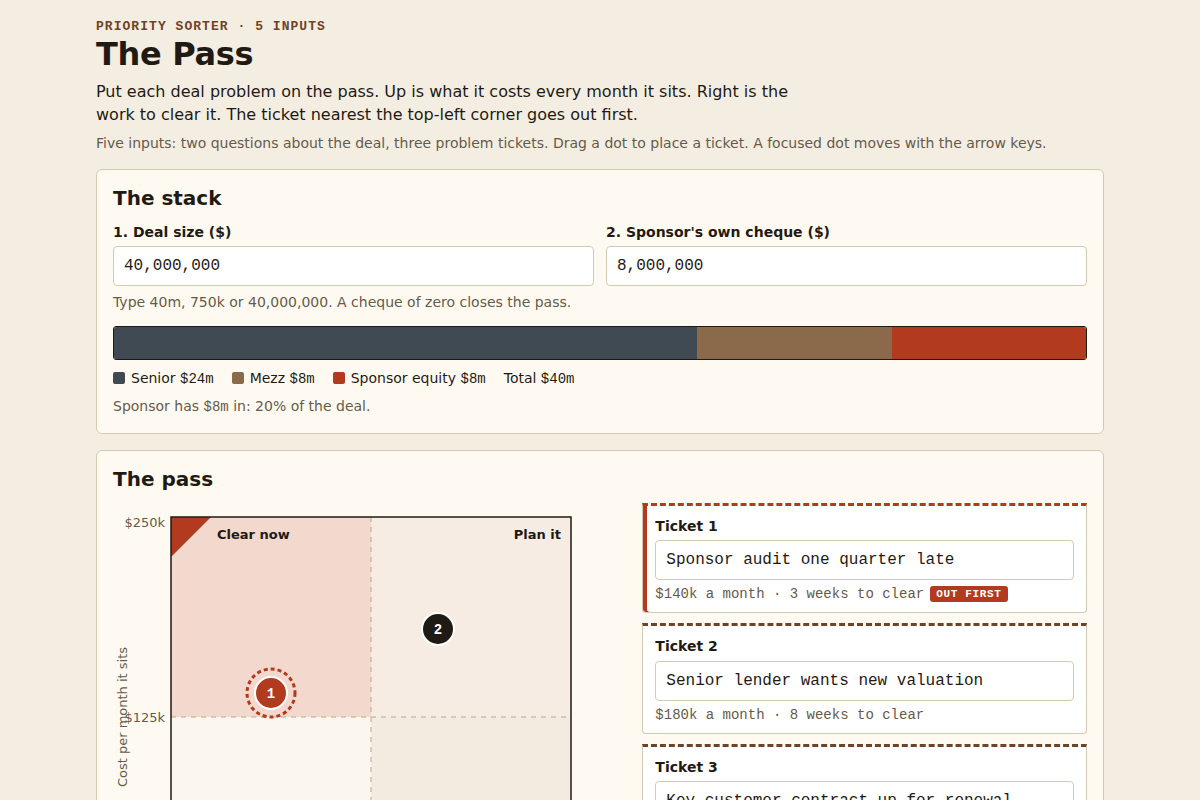 PRIORITY SORTER · 5 INPUTS
The Pass
Put each deal problem on the pass. Up is what it costs every month it sits. Right is the
work to clear it. The ticket nearest the top-left corner goes out first.
Five inputs: two questions about the deal, three problem tickets. Drag a dot to place a ticket. A focused dot moves with the arrow keys.
The stack
1. Deal size ($)
2. Sponsor's own cheque ($)
40,000,000
8,000,000
Type 40m, 750k or 40,000,000. A cheque of zero closes the pass.
Senior $24m
Mezz $8m
Sponsor equity $8m
Total $40m
Sponsor has $8m in: 20% of the deal.
The pass
$250k
Clear now
Plan it
2
1
$125k
Cost per month it sits
Ticket 1
Sponsor audit one quarter late
$140k a month · 3 weeks to clear
OUT FIRST
Ticket 2
Senior lender wants new valuation
$180k a month · 8 weeks to clear
Ticket 3
Key customer contract up for renewal